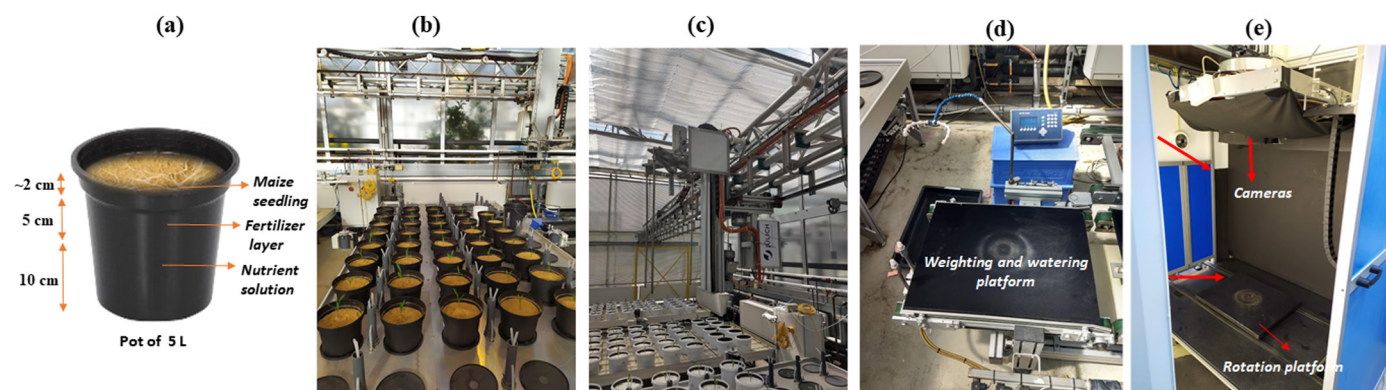 (a)
(b)
(c)
(d)
(e)
~2 cm
5 cm
10 cm
Maize
seedling
Fertilizer
layer
Nutrient
solution
Pot of 5 L
JÜLICH
Weighting and watering
platform
Cameras
Rotation platform